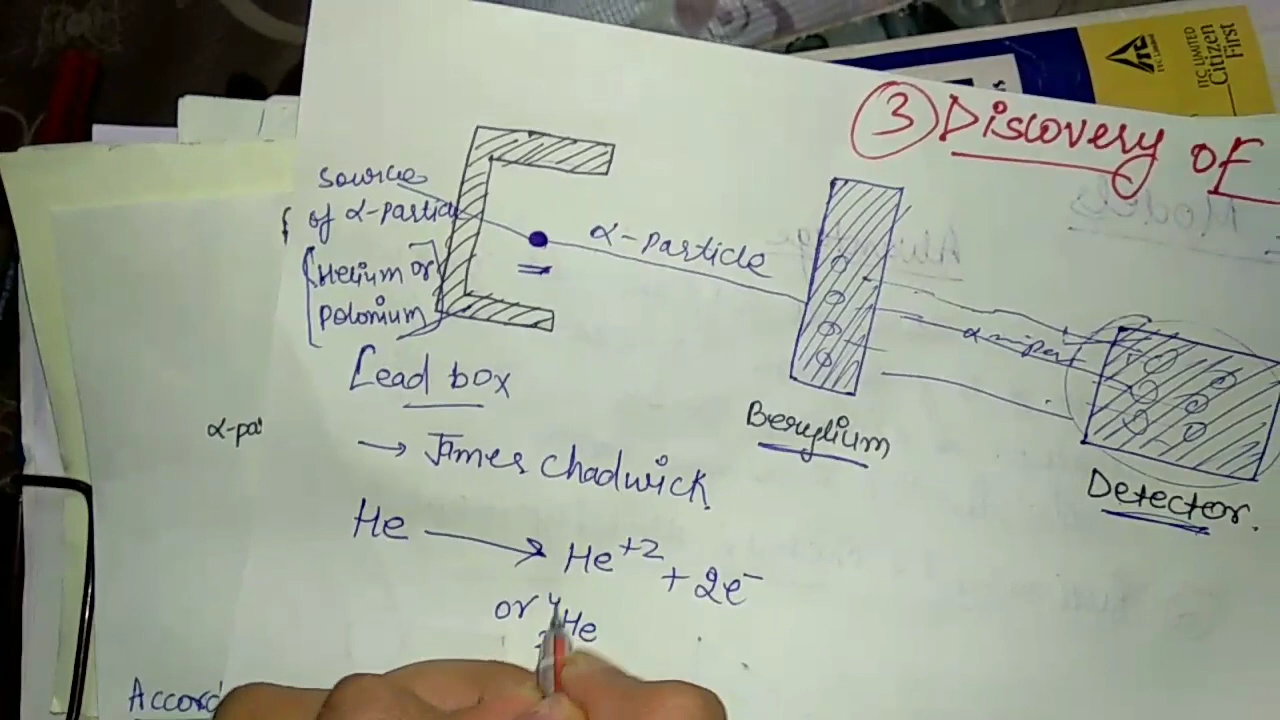 ITC LIMITED
Citizen
First
③ Discovery of
source
of α-particle
Helium or
Polonium
α-particle
Lead box
Berylium
Detector.
α-pa
→ James Chadwick
He → He+2 + 2e-
or 4He
Accord